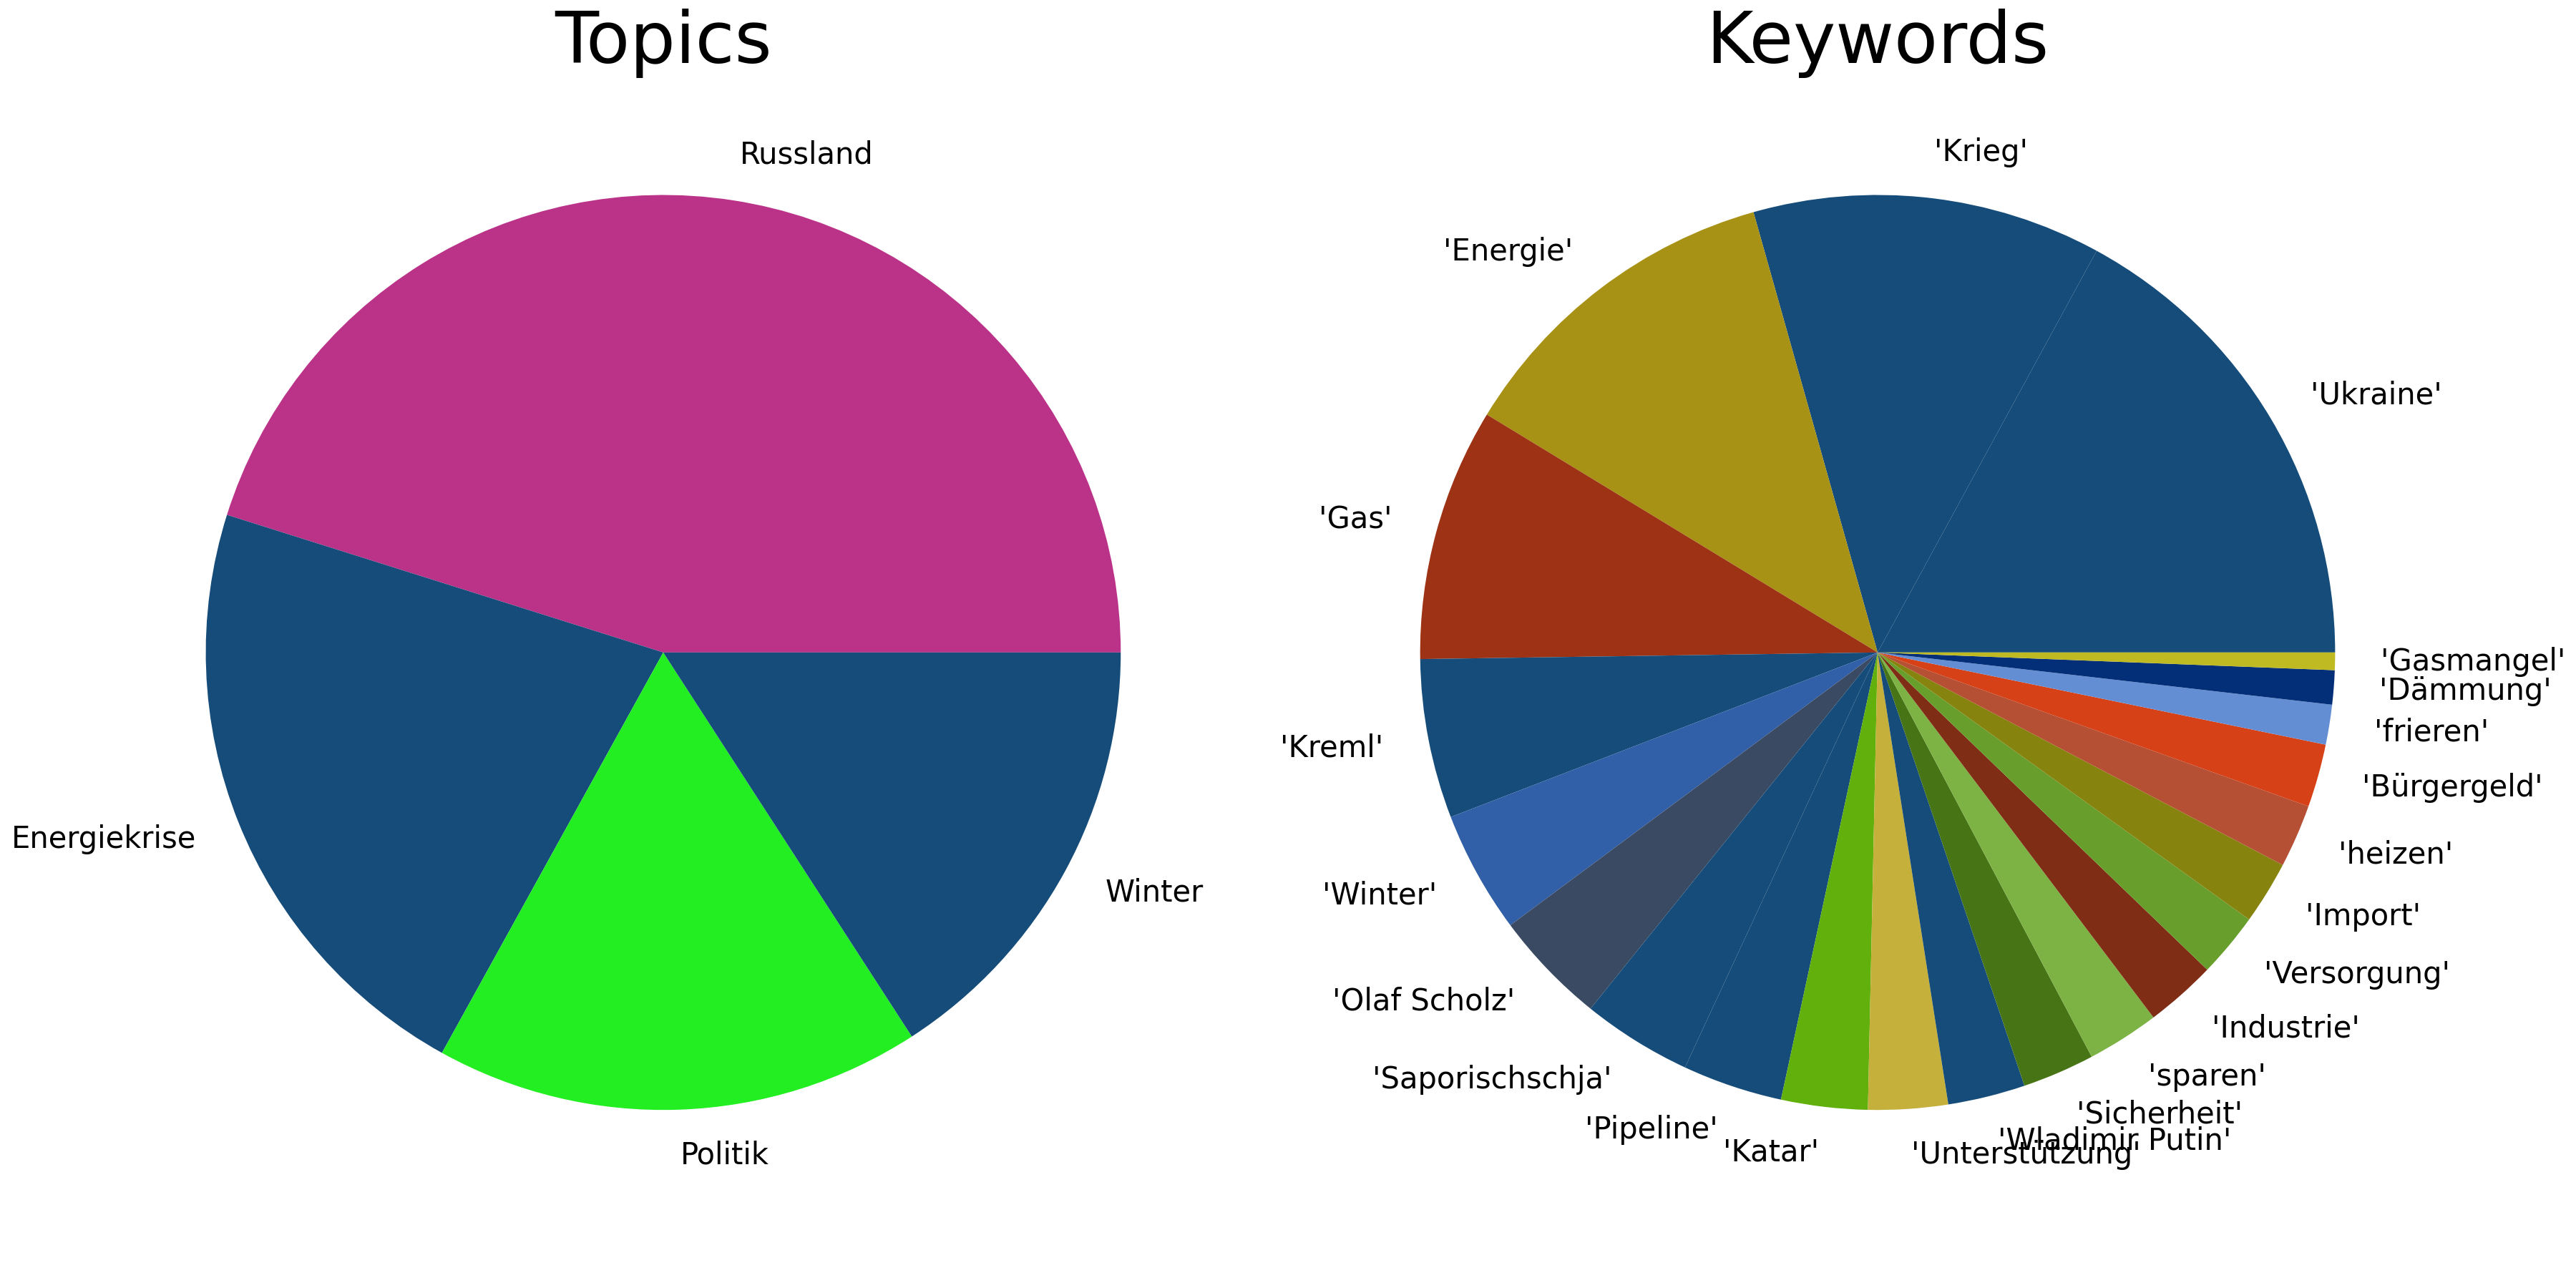 Topics
Russland
Energiekrise
Politik
Winter
Keywords
'Krieg'
'Energie'
'Ukraine'
'Gas'
'Kreml'
'Winter'
'Olaf Scholz'
'Saporischschja'
'Pipeline'
'Katar'
'Unterstützung'
'Wladimir Putin'
'Sicherheit'
'sparen'
'Industrie'
'Versorgung'
'Import'
'heizen'
'Bürgergeld'
'frieren'
'Dämmung'
'Gasmangel'